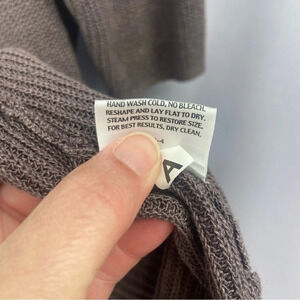 HAND WASH COLD, NO BLEACH.
RESHAPE AND LAY FLAT TO DRY.
STEAM PRESS TO RESTORE SIZE.
FOR BEST RESULTS, DRY CLEAN.
A